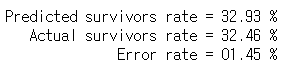 Predicted survivors rate = 32.93 %
Actual survivors rate = 32.46 %
Error rate = 01.45 %